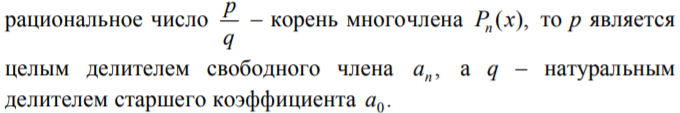 рациональное число p/q – корень многочлена Pₙ(x), то p является
целым делителем свободного члена aₙ, а q – натуральным
делителем старшего коэффициента a₀.